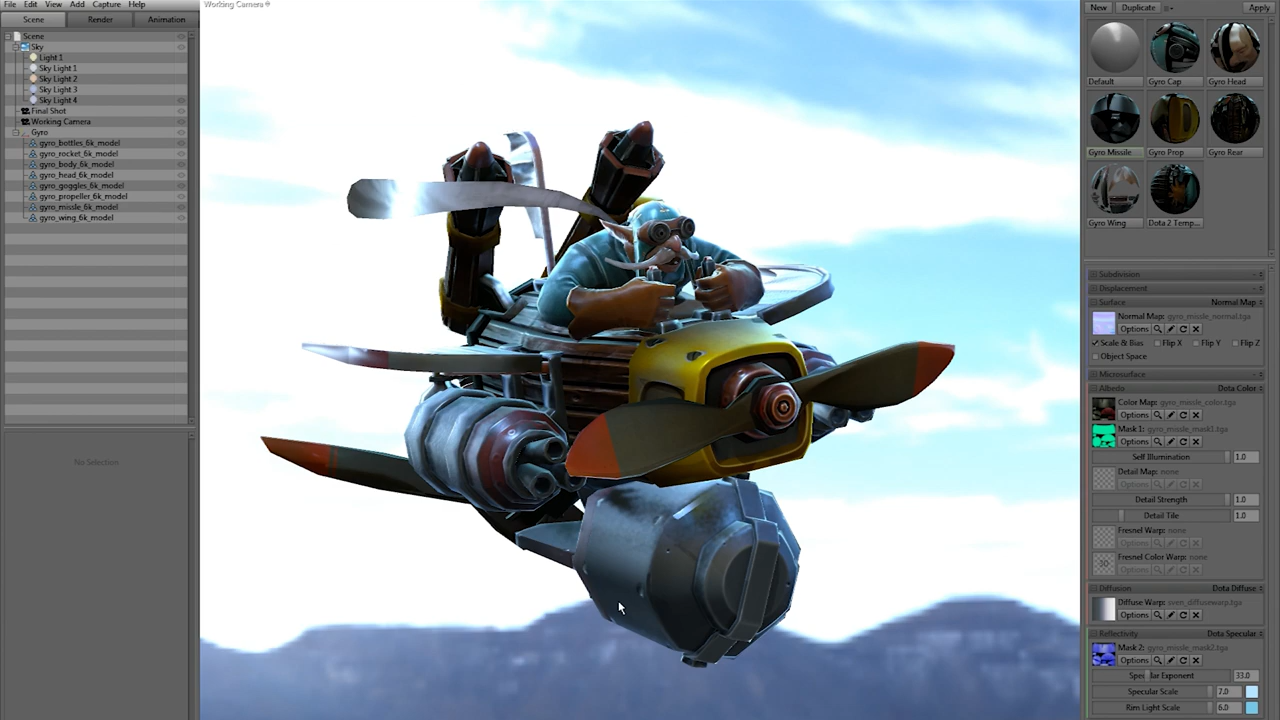 File Edit View Add Capture Help
Scene Render Animation
Scene
Sky
Light 1
Sky Light 1
Sky Light 2
Sky Light 3
Sky Light 4
Final Shot
Working Camera
Gyro
gyro_bottles_6k_model
gyro_rocket_6k_model
gyro_body_6k_model
gyro_head_6k_model
gyro_goggles_6k_model
gyro_propeller_6k_model
gyro_missle_6k_model
gyro_wing_6k_model
No Selection
Working Camera
New Duplicate Apply
Default Gyro Cap Gyro Head
Gyro Missile Gyro Prop Gyro Rear
Gyro Wing Dota 2 Temp...
Subdivision
Displacement
Surface Normal Map
Normal Map: gyro_missle_normal.tga
Options
Scale & Bias Flip X Flip Y Flip Z
Object Space
Microsurface
Albedo Dota Color
Color Map: gyro_missle_color.tga
Options
Mask 1: gyro_missle_mask1.tga
Options
Self Illumination 1.0
Detail Map: none
Options
Detail Strength 1.0
Detail Tile 1.0
Fresnel Warp: none
Options
Fresnel Color Warp: none
3D Options
Diffusion Dota Diffuse
Diffuse Warp: sven_diffusewarp.tga
Options
Reflectivity Dota Specular
Mask 2: gyro_missle_mask2.tga
Options
Specular Exponent 33.0
Specular Scale 7.0
Rim Light Scale 6.0